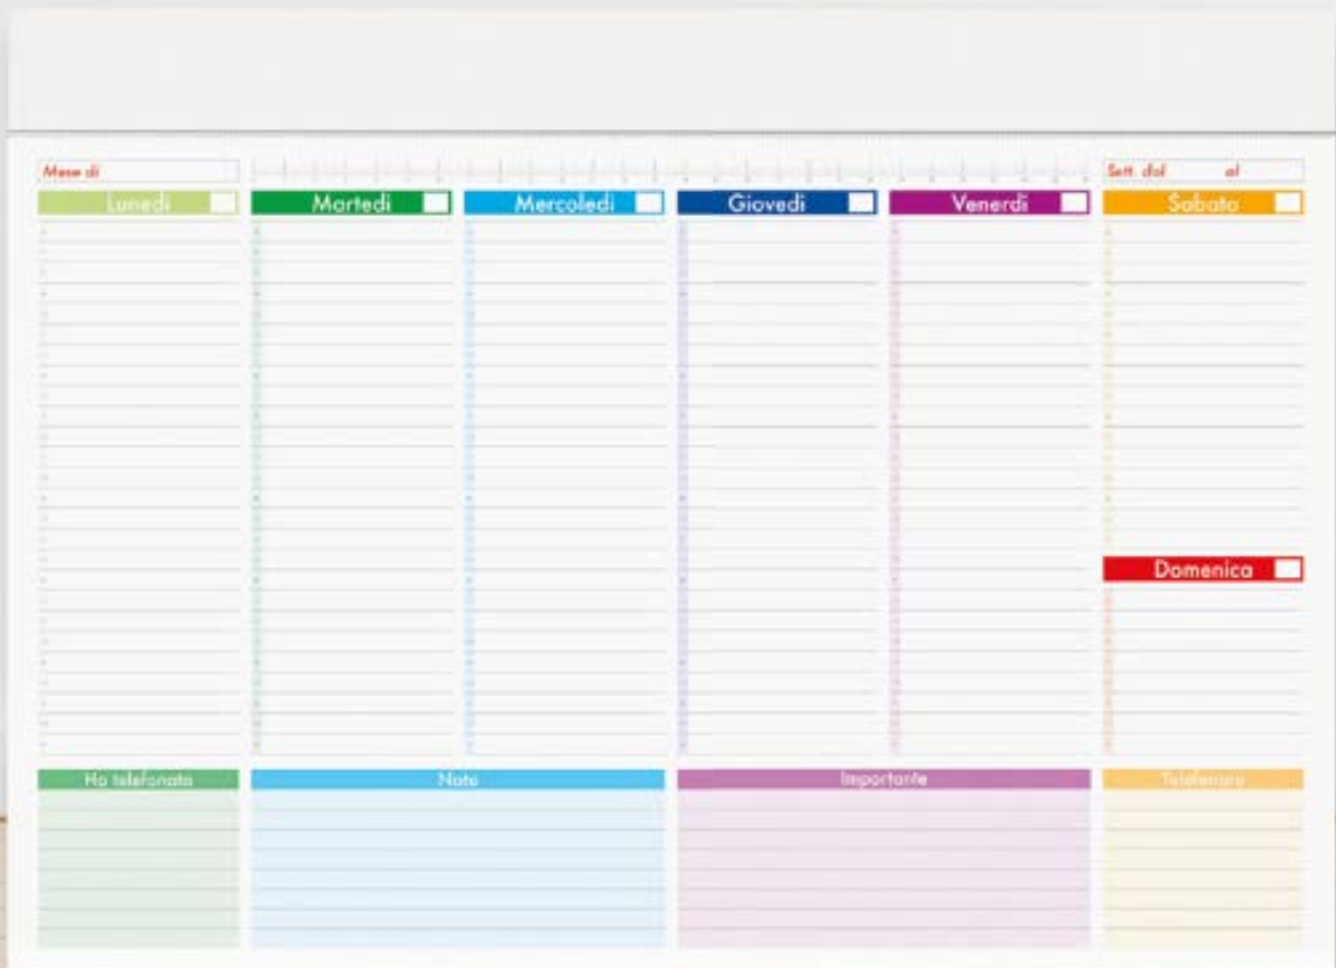 Mese di
Sett. dal al
Lunedì
Martedì
Mercoledì
Giovedì
Venerdì
Sabato
Domenica
Ha telefonato
Note
Importante
Telefonare